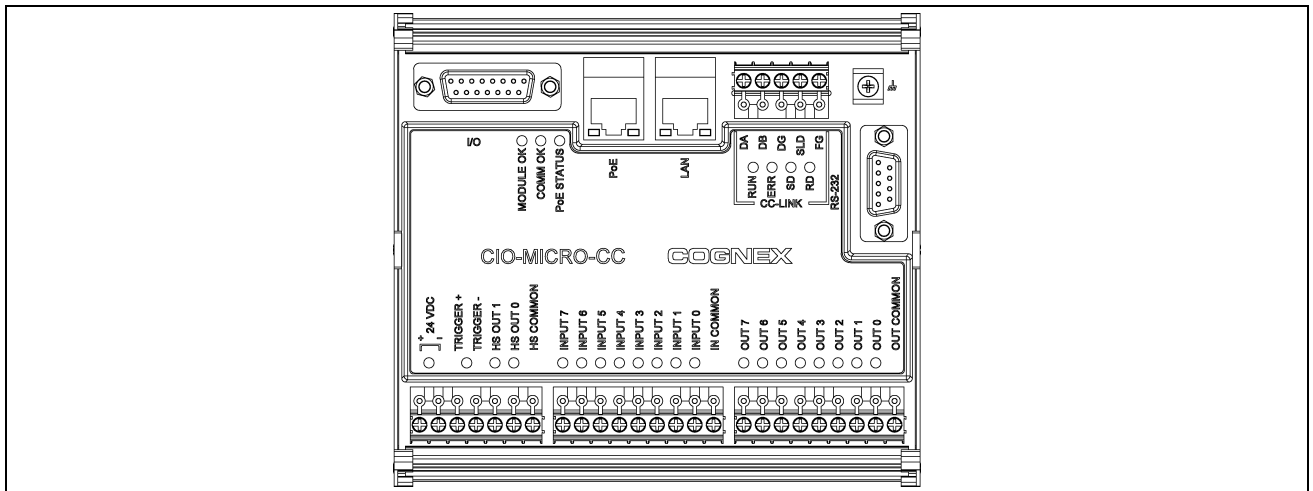 I/O
MODULE OK
COMM OK
PoE STATUS
PoE
LAN
DA
DB
DG
SLD
FG
RUN
ERR
SD
RD
CC-LINK
RS-232
CIO-MICRO-CC
COGNEX
+
-
24 VDC
TRIGGER +
TRIGGER -
HS OUT 1
HS OUT 0
HS COMMON
INPUT 7
INPUT 6
INPUT 5
INPUT 4
INPUT 3
INPUT 2
INPUT 1
INPUT 0
IN COMMON
OUT 7
OUT 6
OUT 5
OUT 4
OUT 3
OUT 2
OUT 1
OUT 0
OUT COMMON